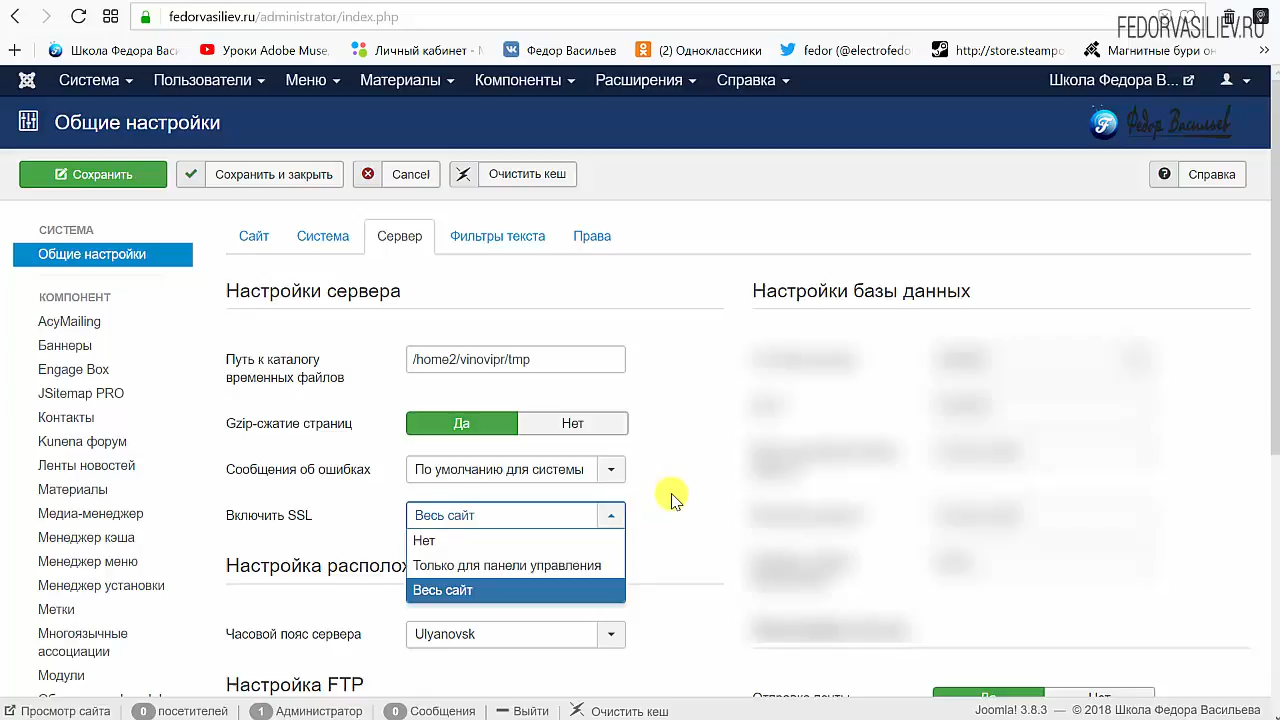 fedorvasiliev.ru/administrator/index.php
FEDORVASILIEV.RU
Школа Федора Вас
Уроки Adobe Muse,
Личный кабинет -
Федор Васильев
(2) Одноклассники
fedor (@electrofedo
http://store.steampo
Магнитные бури он
Система
Пользователи
Меню
Материалы
Компоненты
Расширения
Справка
Школа Федора В...
Общие настройки
Федор Васильев
Сохранить
Сохранить и закрыть
Cancel
Очистить кеш
Справка
СИСТЕМА
Общие настройки
КОМПОНЕНТ
AcyMailing
Баннеры
Engage Box
JSitemap PRO
Контакты
Kunena форум
Ленты новостей
Материалы
Медиа-менеджер
Менеджер кэша
Менеджер меню
Менеджер установки
Метки
Многоязычные
ассоциации
Модули
Сайт
Система
Сервер
Фильтры текста
Права
Настройки сервера
Путь к каталогу
временных файлов
/home2/vinovipr/tmp
Gzip-сжатие страниц
Да
Нет
Сообщения об ошибках
По умолчанию для системы
Включить SSL
Весь сайт
Нет
Только для панели управления
Весь сайт
Настройка располож
Часовой пояс сервера
Ulyanovsk
Настройка FTP
Настройки базы данных
Отправка почты
Да
Нет
Просмотр сайта
0 посетителей
1 Администратор
0 Сообщения
Выйти
Очистить кеш
Joomla! 3.8.3 — © 2018 Школа Федора Васильева